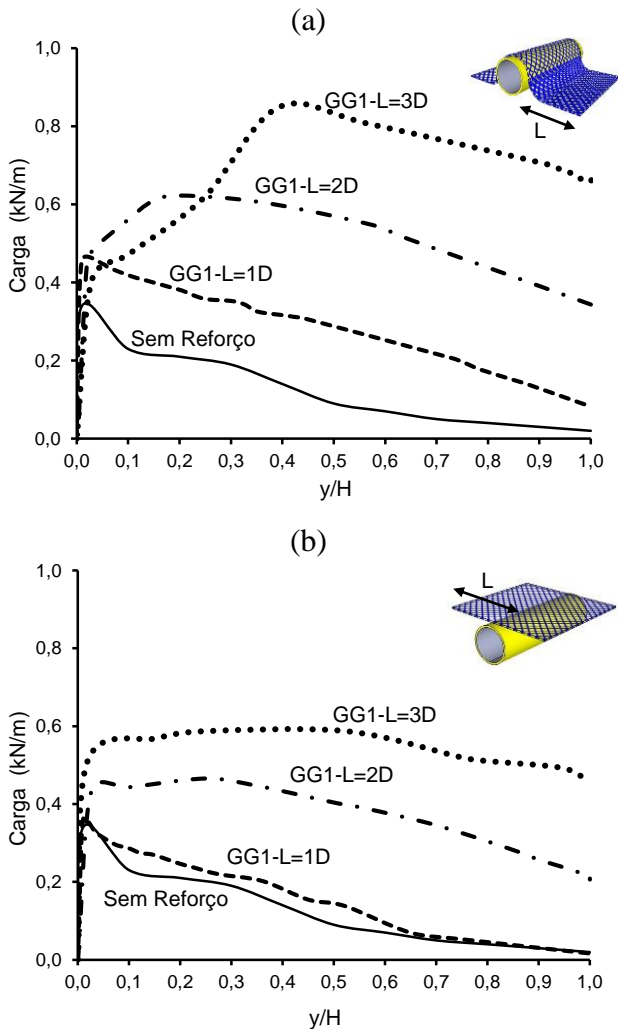 (a)
Carga (kN/m)
1,0
0,8
0,6
0,4
0,2
0,0
L
GG1-L=3D
GG1-L=2D
GG1-L=1D
Sem Reforço
0,0 0,1 0,2 0,3 0,4 0,5 0,6 0,7 0,8 0,9 1,0
y/H
(b)
Carga (kN/m)
1,0
0,8
0,6
0,4
0,2
0,0
L
GG1-L=3D
GG1-L=2D
GG1-L=1D
Sem Reforço
0,0 0,1 0,2 0,3 0,4 0,5 0,6 0,7 0,8 0,9 1,0
y/H